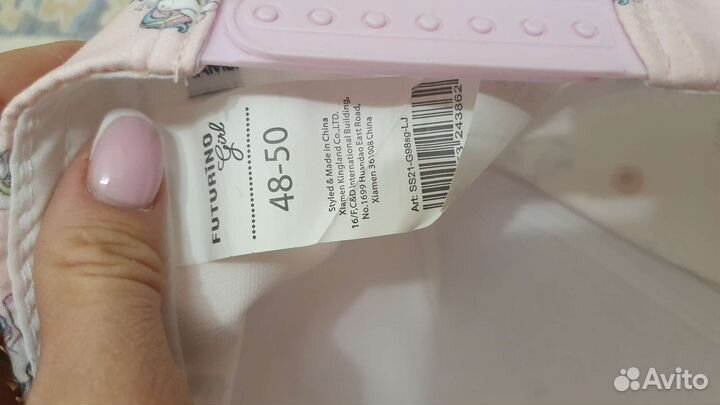 FUTURINO
Girl
48-50
Styled & Made in China
Xiamen Kingland Co.,LTD.
16/F,C&D International Building,
No.1699 Huandao East Road,
Xiamen 361008 China
243862
Art: SS21-G98sg-LJ
Avito